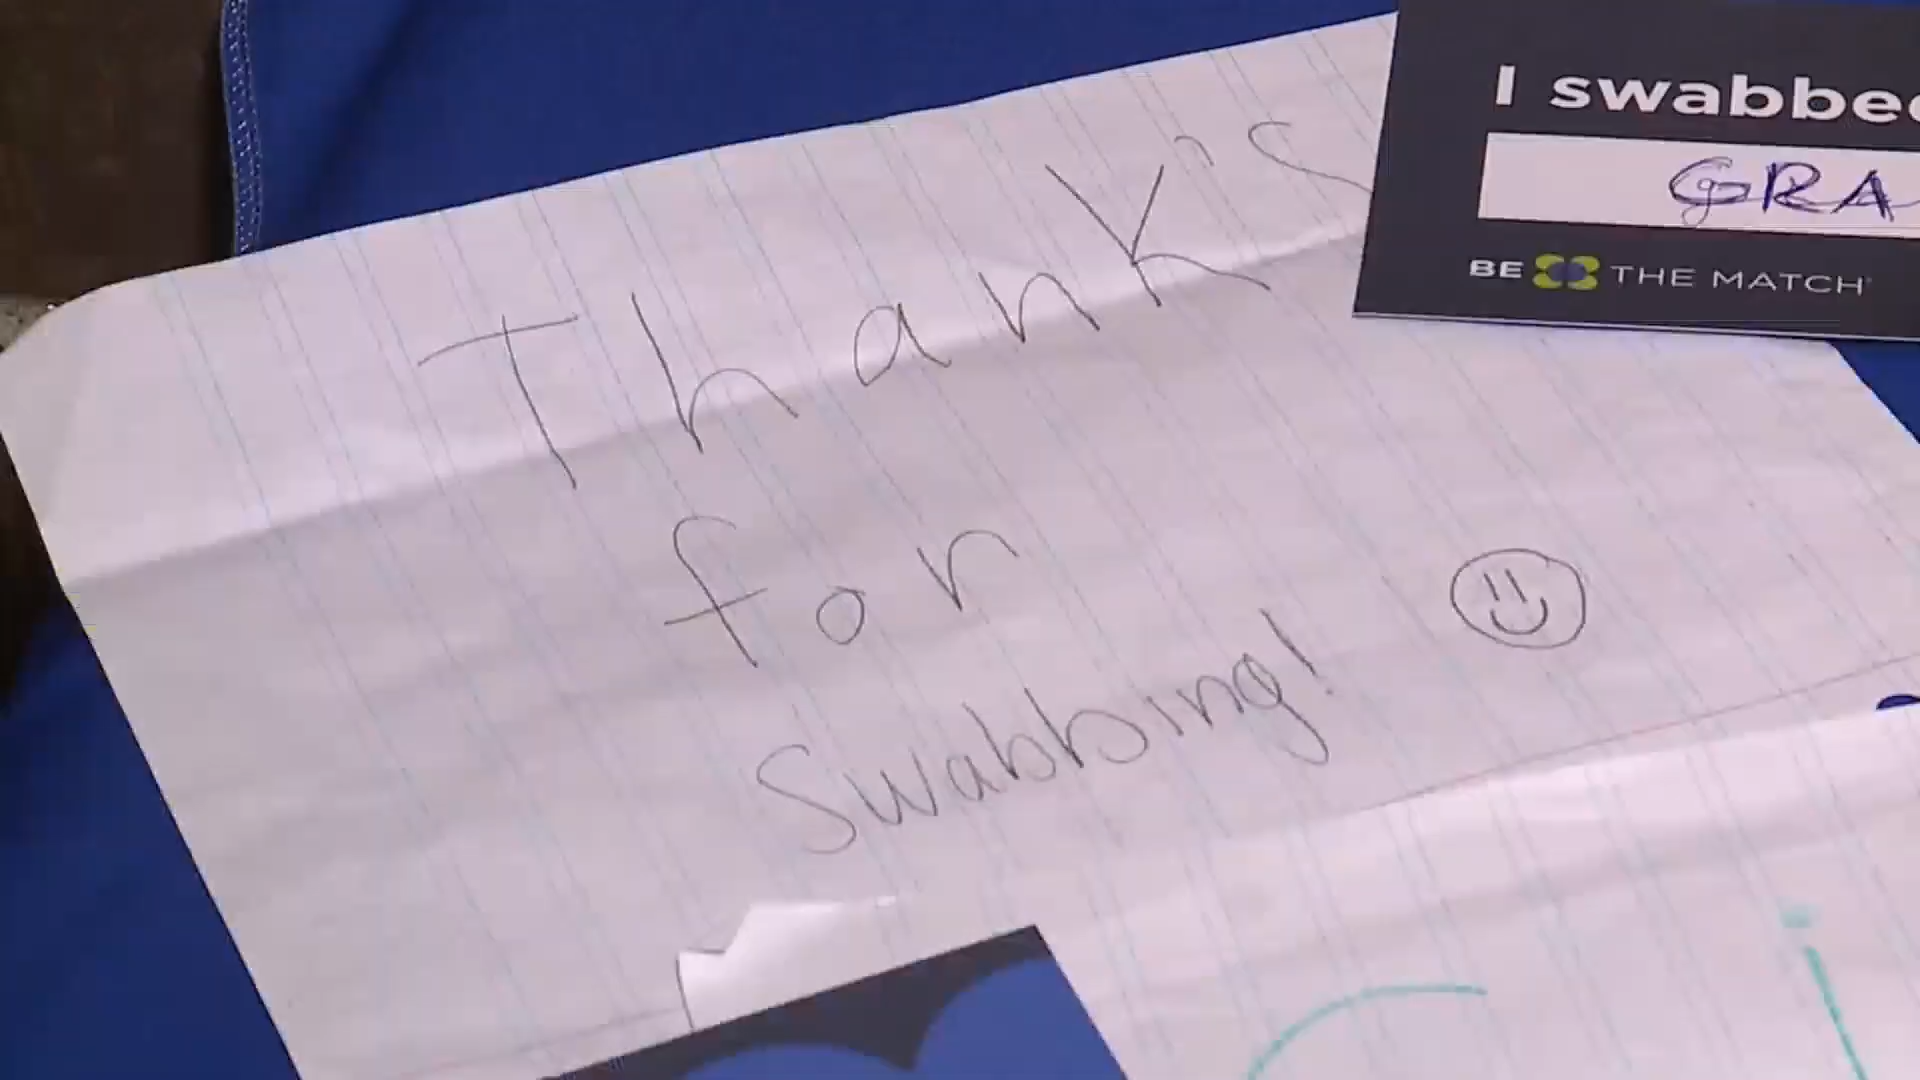 I swabbed
GRA
BE THE MATCH
Thank's
for
Swabbing!